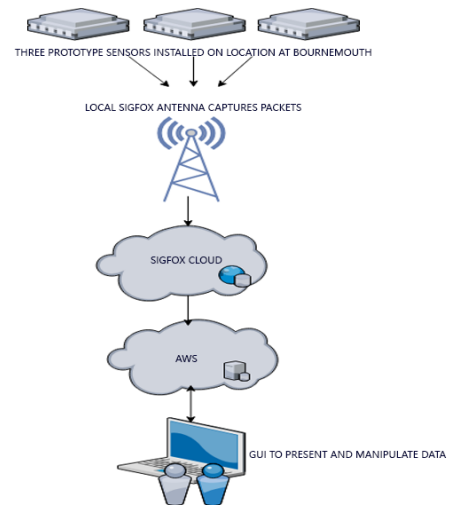 THREE PROTOTYPE SENSORS INSTALLED ON LOCATION AT BOURNEMOUTH
LOCAL SIGFOX ANTENNA CAPTURES PACKETS
SIGFOX CLOUD
AWS
GUI TO PRESENT AND MANIPULATE DATA